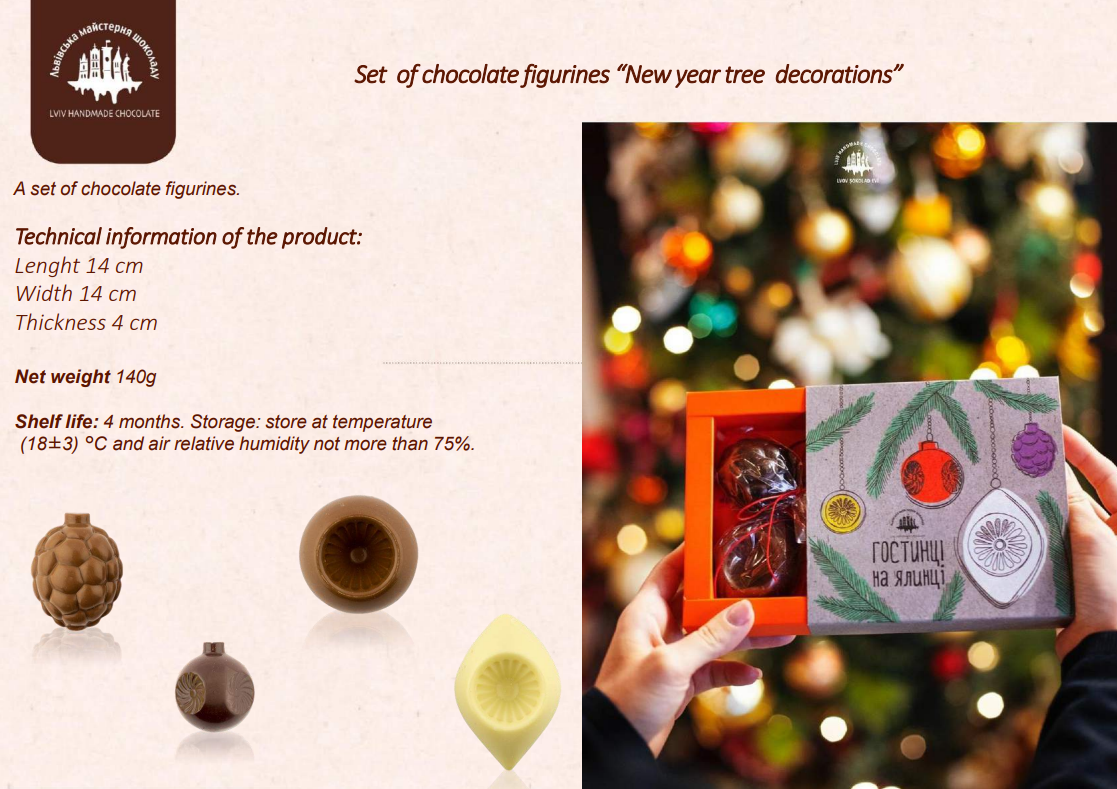 Львівська майстерня шоколаду
LVIV HANDMADE CHOCOLATE
Set of chocolate figurines “New year tree decorations”
A set of chocolate figurines.
Technical information of the product:
Lenght 14 cm
Width 14 cm
Thickness 4 cm
Net weight 140g
Shelf life: 4 months. Storage: store at temperature
(18±3) °C and air relative humidity not more than 75%.
LVIV HANDMADE
ГОСТИНЦІ
на ялинці